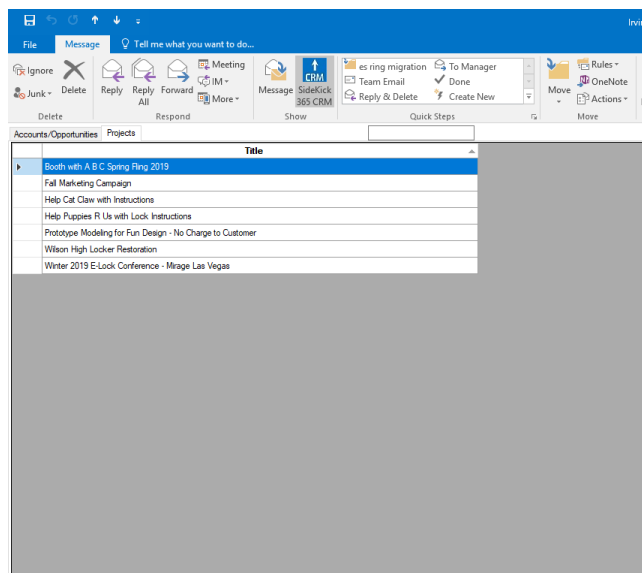 Irvin
File Message Tell me what you want to do...
Ignore
Junk
Delete
Reply
Reply All
Forward
Meeting
IM
More
Message
CRM
SideKick 365 CRM
es ring migration
Team Email
Reply & Delete
To Manager
Done
Create New
Move
Rules
OneNote
Actions
Delete Respond Show Quick Steps Move
Accounts/Opportunities Projects
Title
Booth with A B C Spring Fling 2019
Fall Marketing Campaign
Help Cat Claw with Instructions
Help Puppies R Us with Lock Instructions
Prototype Modeling for Fun Design - No Charge to Customer
Wilson High Locker Restoration
Winter 2019 E-Lock Conference - Mirage Las Vegas